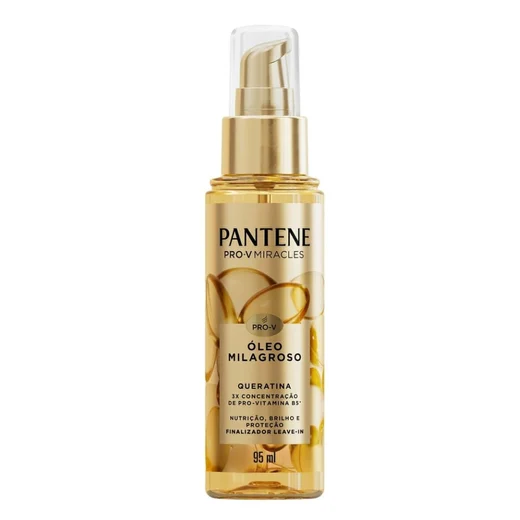 PANTENE
PRO-V MIRACLES
PRO-V
ÓLEO
MILAGROSO
QUERATINA
3X CONCENTRAÇÃO
DE PRO-VITAMINA B5*
NUTRIÇÃO, BRILHO E
PROTEÇÃO
FINALIZADOR LEAVE-IN
95 ml